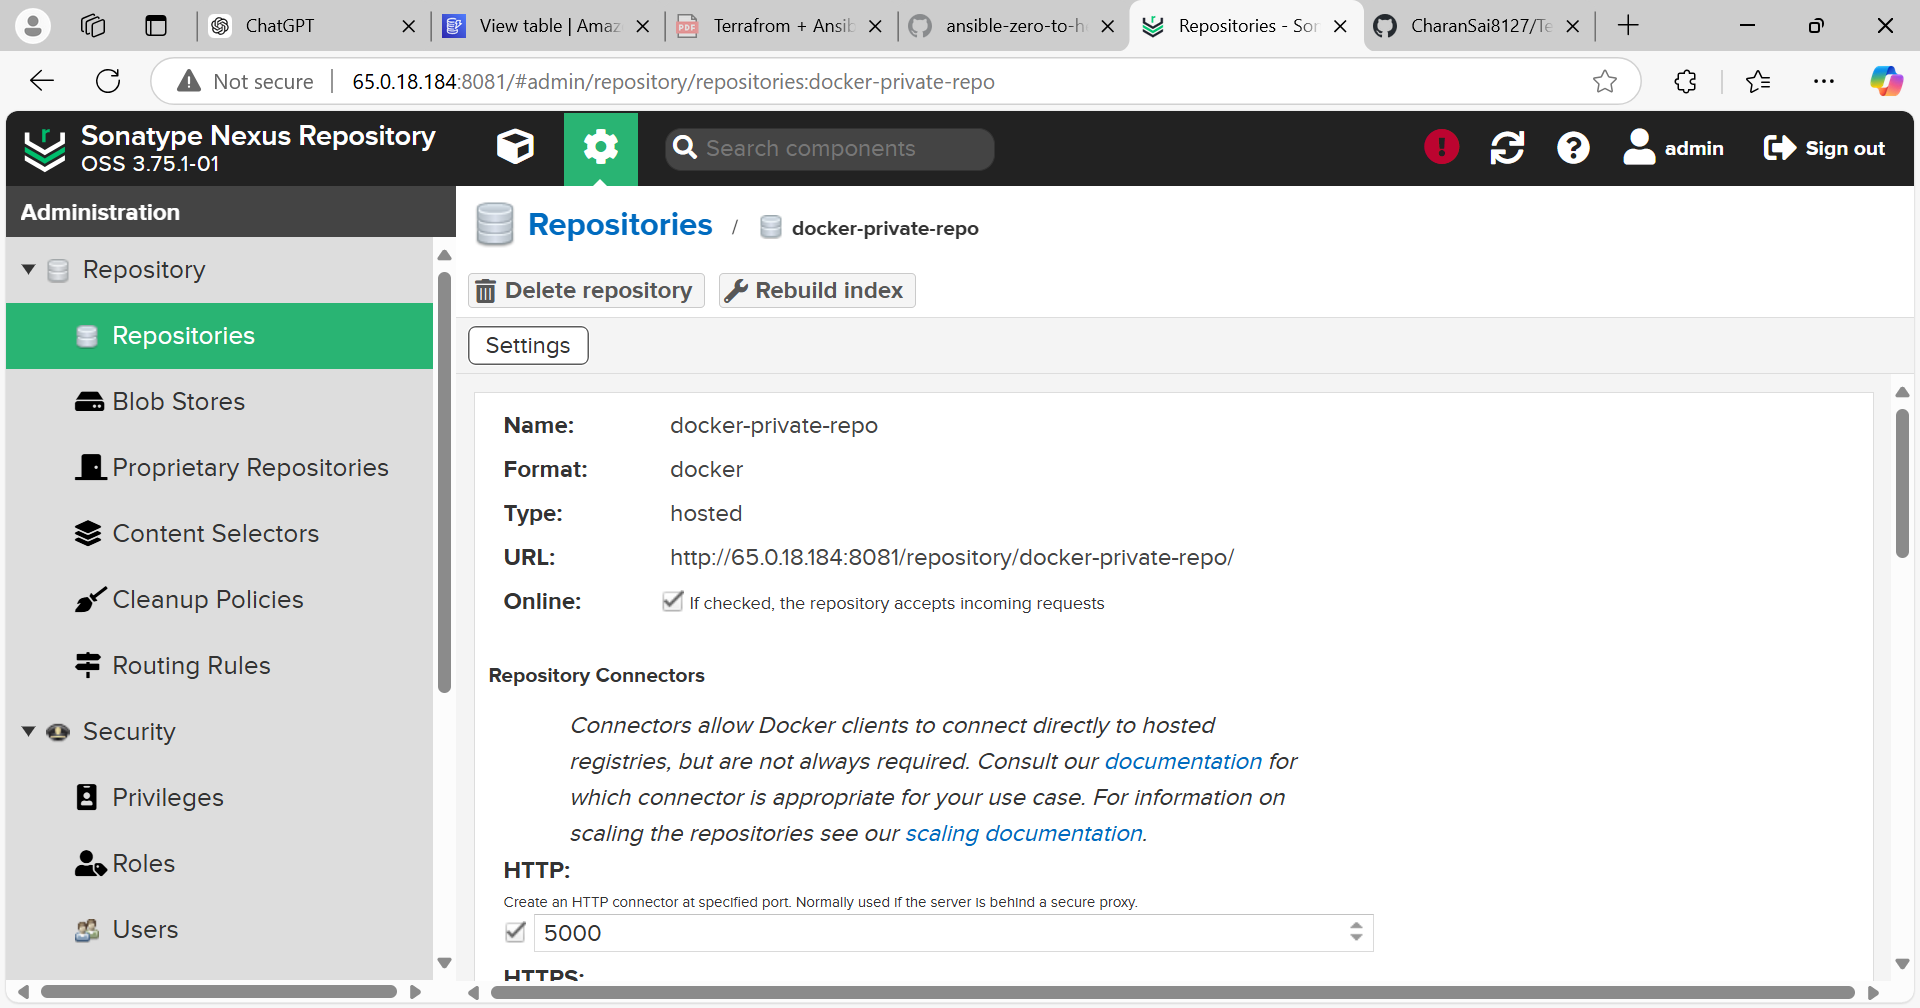 ChatGPT
View table | Amaz
Terrafrom + Ansib
ansible-zero-to-h
Repositories - Son
CharanSai8127/Te
Not secure
65.0.18.184:8081/#admin/repository/repositories:docker-private-repo
Sonatype Nexus Repository
OSS 3.75.1-01
Search components
admin
Sign out
Administration
Repository
Repositories
Blob Stores
Proprietary Repositories
Content Selectors
Cleanup Policies
Routing Rules
Security
Privileges
Roles
Users
Repositories / docker-private-repo
Delete repository
Rebuild index
Settings
Name: docker-private-repo
Format: docker
Type: hosted
URL: http://65.0.18.184:8081/repository/docker-private-repo/
Online: If checked, the repository accepts incoming requests
Repository Connectors
Connectors allow Docker clients to connect directly to hosted
registries, but are not always required. Consult our documentation for
which connector is appropriate for your use case. For information on
scaling the repositories see our scaling documentation.
HTTP:
Create an HTTP connector at specified port. Normally used if the server is behind a secure proxy.
5000
HTTPS: